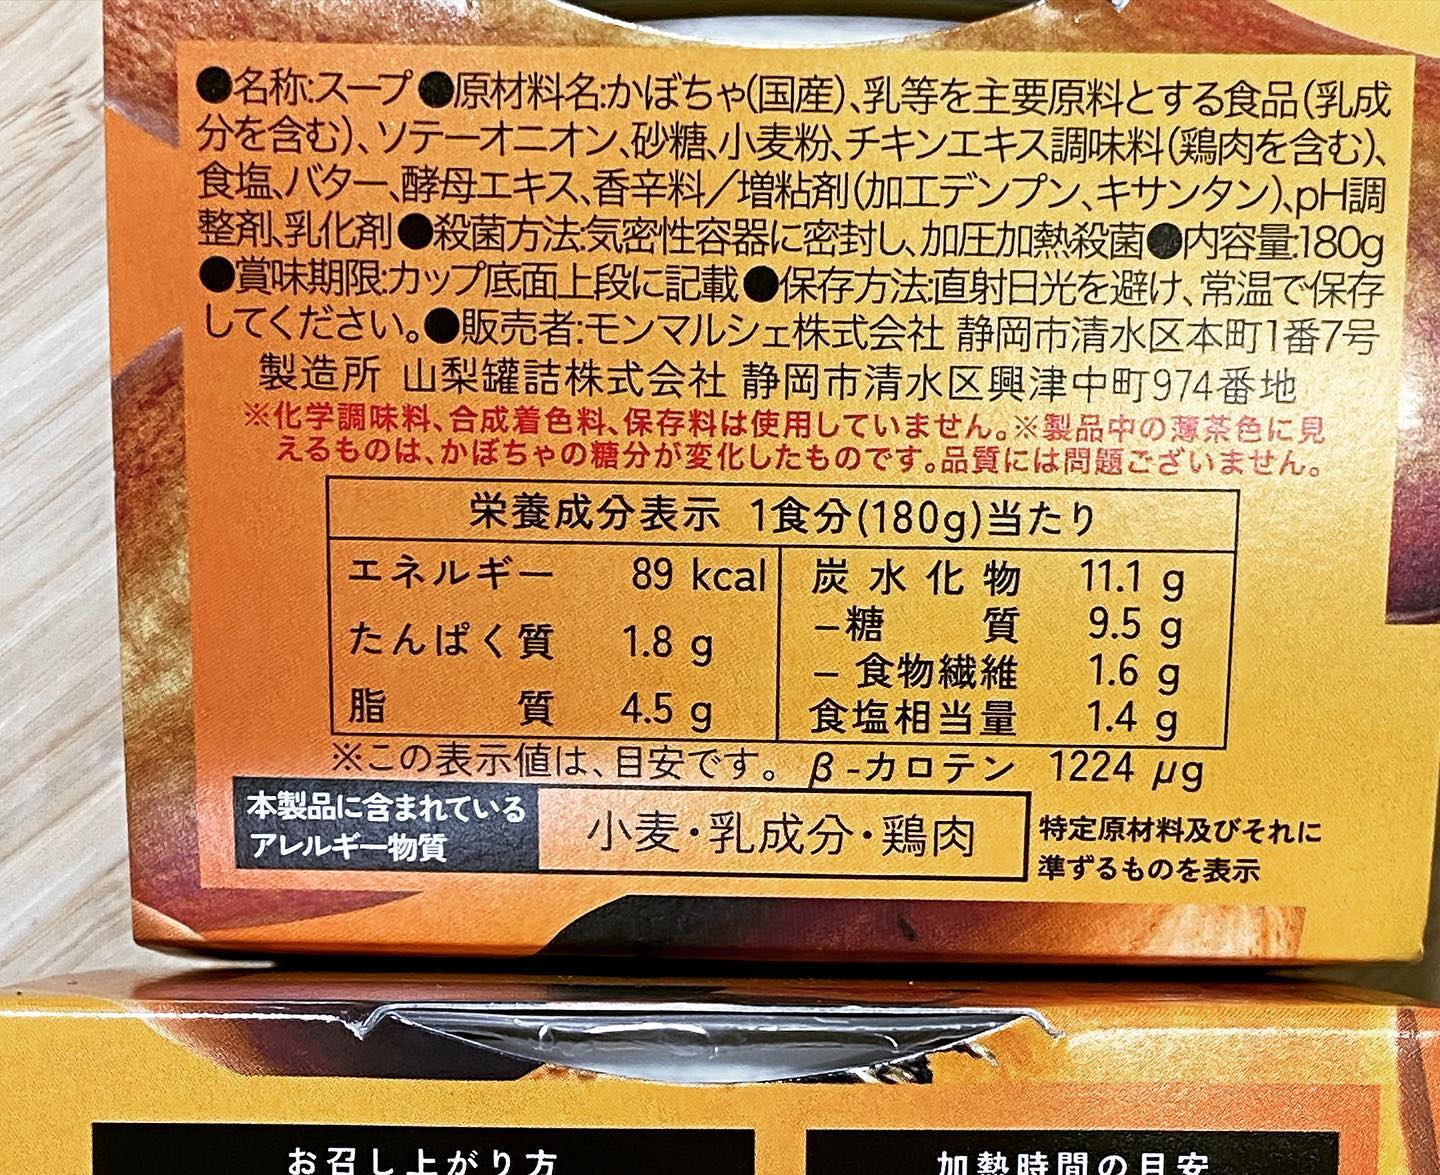 ●名称:スープ●原材料名:かぼちゃ(国産)、乳等を主要原料とする食品(乳成
分を含む)、ソテーオニオン、砂糖、小麦粉、チキンエキス調味料(鶏肉を含む)、
食塩、バター、酵母エキス、香辛料/増粘剤(加工デンプン、キサンタン)、pH調
整剤、乳化剤●殺菌方法:気密性容器に密封し、加圧加熱殺菌●内容量:180g
●賞味期限:カップ底面上段に記載●保存方法:直射日光を避け、常温で保存
してください。●販売者:モンマルシェ株式会社 静岡市清水区本町1番7号
製造所 山梨罐詰株式会社 静岡市清水区興津中町974番地
※化学調味料、合成着色料、保存料は使用していません。※製品中の薄茶色に見
えるものは、かぼちゃの糖分が変化したものです。品質には問題ございません。
栄養成分表示 1食分(180g)当たり
エネルギー 89 kcal
たんぱく質 1.8 g
脂質 4.5 g
炭水化物 11.1 g
–糖質 9.5 g
–食物繊維 1.6 g
食塩相当量 1.4 g
※この表示値は、目安です。 β-カロテン 1224 μg
本製品に含まれている
アレルギー物質
小麦・乳成分・鶏肉
特定原材料及びそれに
準ずるものを表示
お召し上がり方
加熱時間の目安